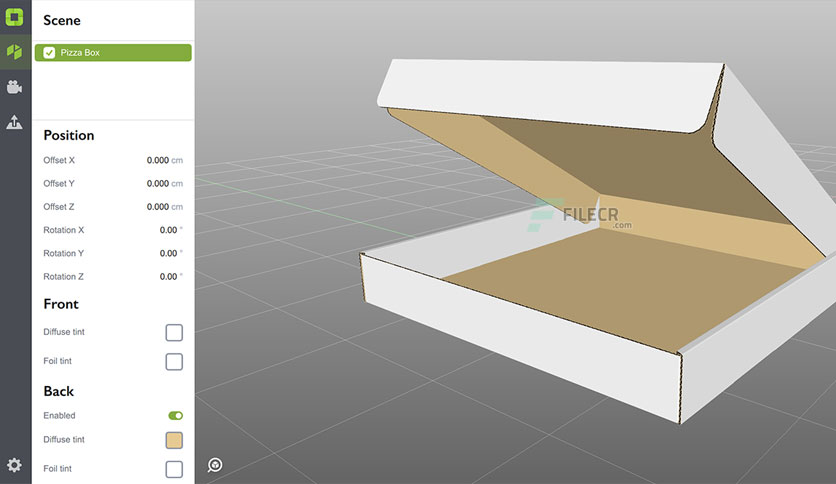 Scene
Pizza Box
Position
Offset X 0.000 cm
Offset Y 0.000 cm
Offset Z 0.000 cm
Rotation X 0.00 °
Rotation Y 0.00 °
Rotation Z 0.00 °
Front
Diffuse tint
Foil tint
Back
Enabled
Diffuse tint
Foil tint
FILECR
.com